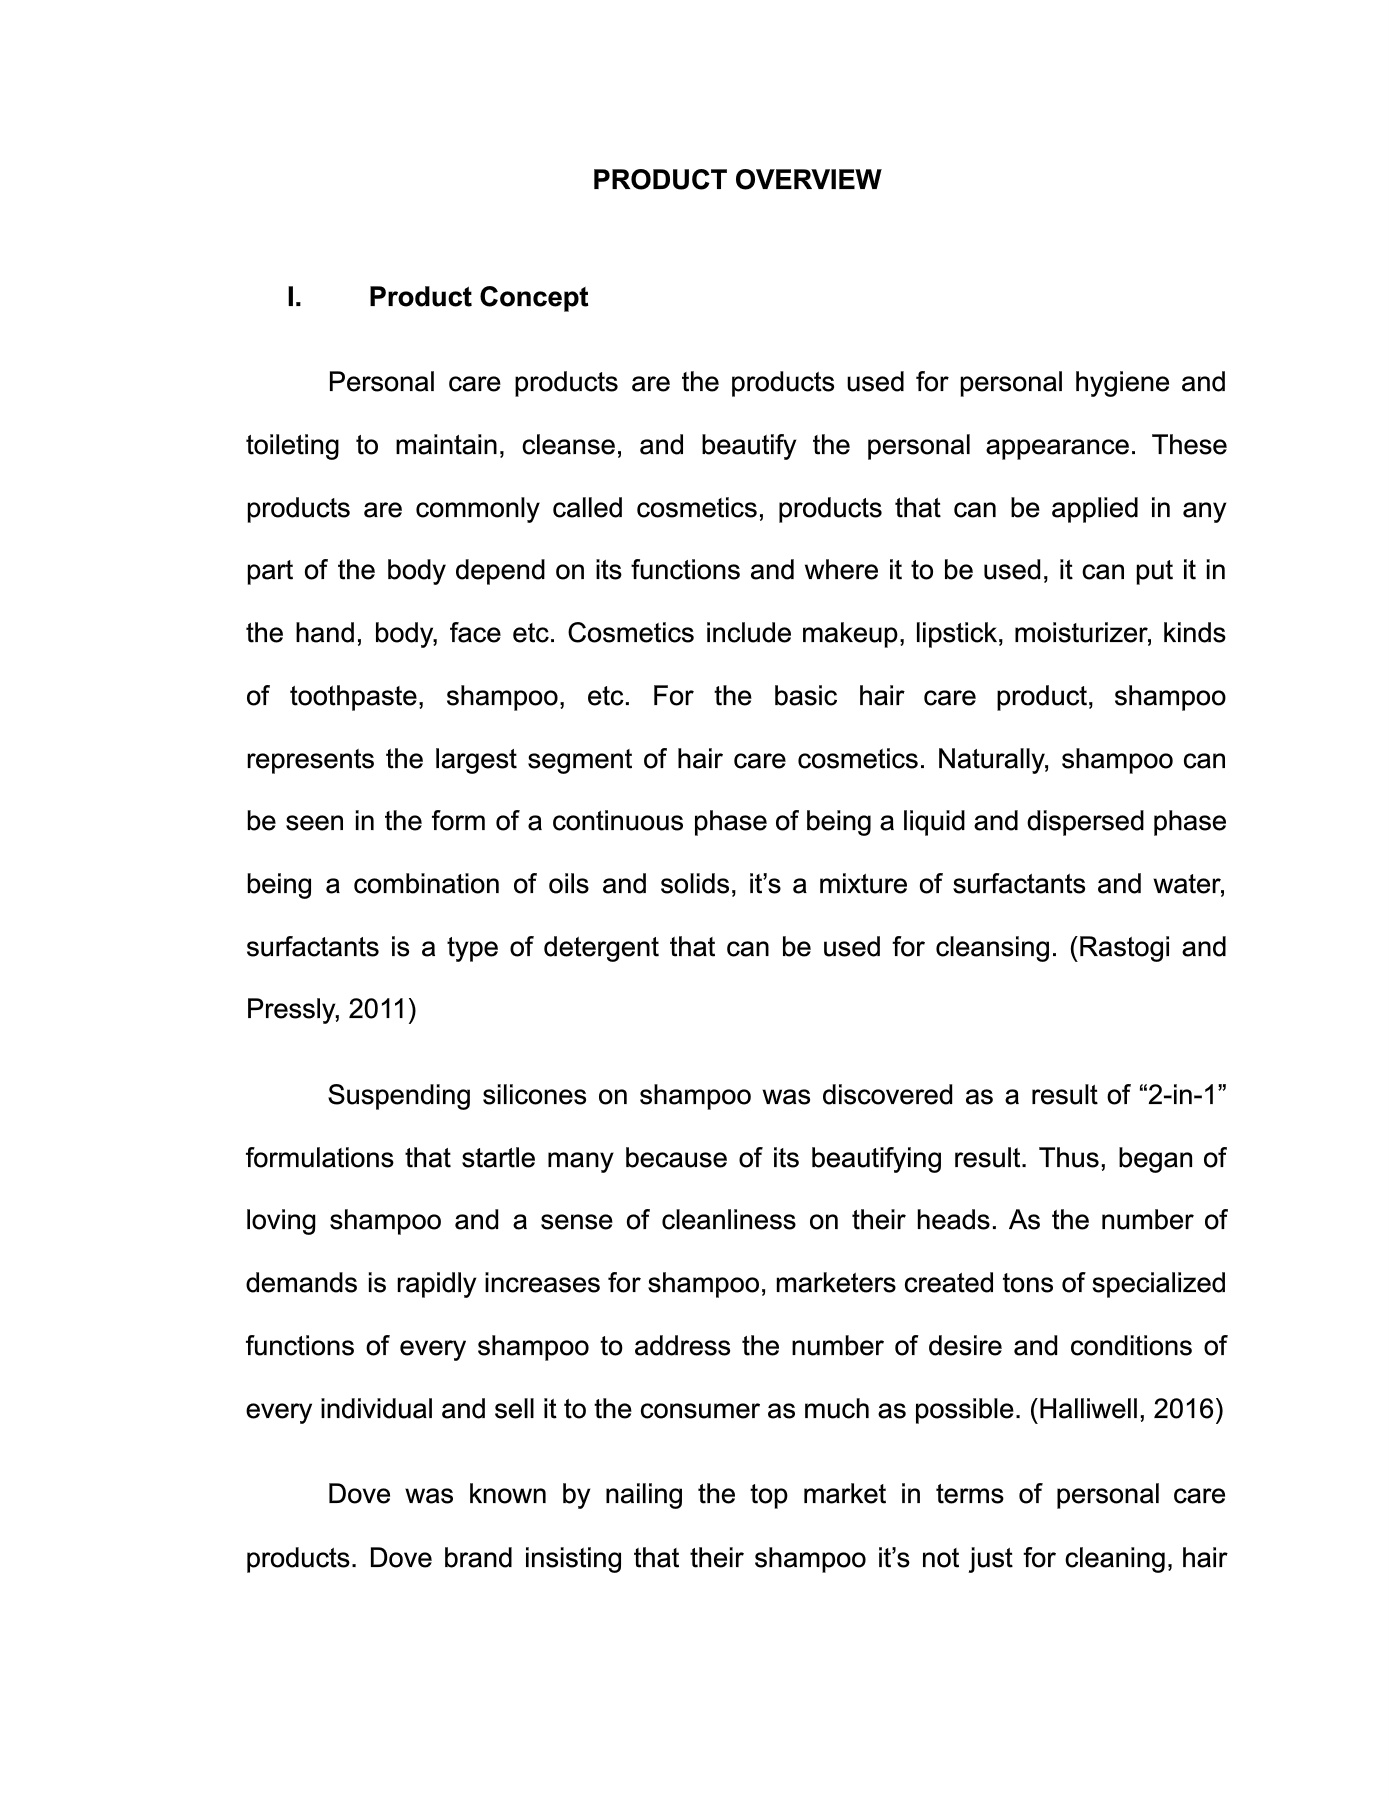 PRODUCT OVERVIEW
I. Product Concept
Personal care products are the products used for personal hygiene and
toileting to maintain, cleanse, and beautify the personal appearance. These
products are commonly called cosmetics, products that can be applied in any
part of the body depend on its functions and where it to be used, it can put it in
the hand, body, face etc. Cosmetics include makeup, lipstick, moisturizer, kinds
of toothpaste, shampoo, etc. For the basic hair care product, shampoo
represents the largest segment of hair care cosmetics. Naturally, shampoo can
be seen in the form of a continuous phase of being a liquid and dispersed phase
being a combination of oils and solids, it’s a mixture of surfactants and water,
surfactants is a type of detergent that can be used for cleansing. (Rastogi and
Pressly, 2011)
Suspending silicones on shampoo was discovered as a result of “2-in-1”
formulations that startle many because of its beautifying result. Thus, began of
loving shampoo and a sense of cleanliness on their heads. As the number of
demands is rapidly increases for shampoo, marketers created tons of specialized
functions of every shampoo to address the number of desire and conditions of
every individual and sell it to the consumer as much as possible. (Halliwell, 2016)
Dove was known by nailing the top market in terms of personal care
products. Dove brand insisting that their shampoo it’s not just for cleaning, hair